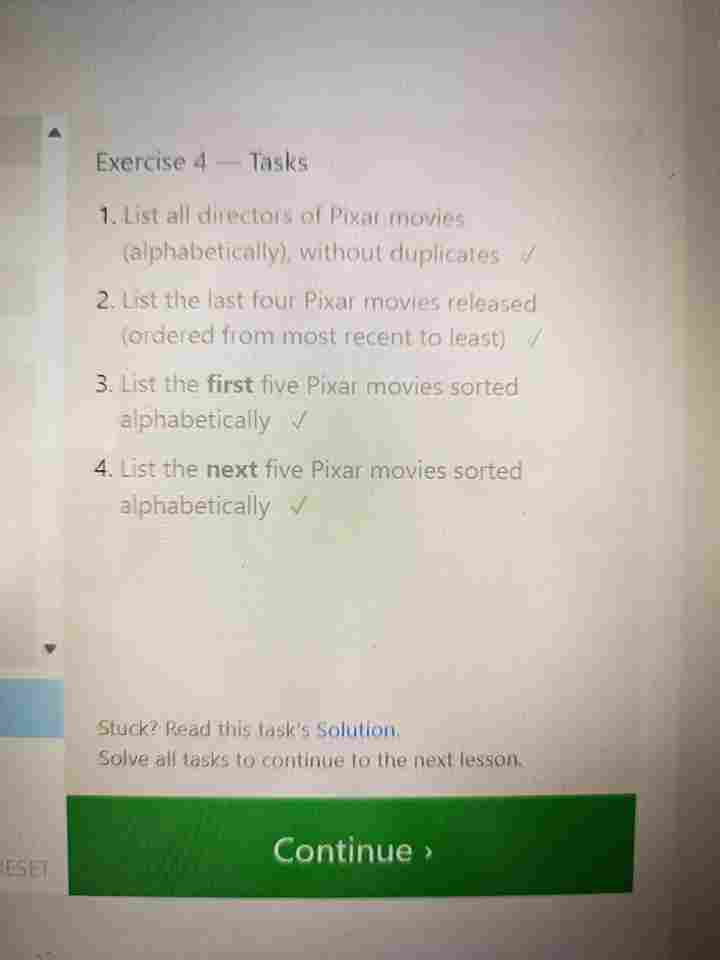 Exercise 4 — Tasks
1. List all directors of Pixar movies
(alphabetically), without duplicates ✓
2. List the last four Pixar movies released
(ordered from most recent to least) ✓
3. List the first five Pixar movies sorted
alphabetically ✓
4. List the next five Pixar movies sorted
alphabetically ✓
Stuck? Read this task's Solution.
Solve all tasks to continue to the next lesson.
RESET
Continue ›